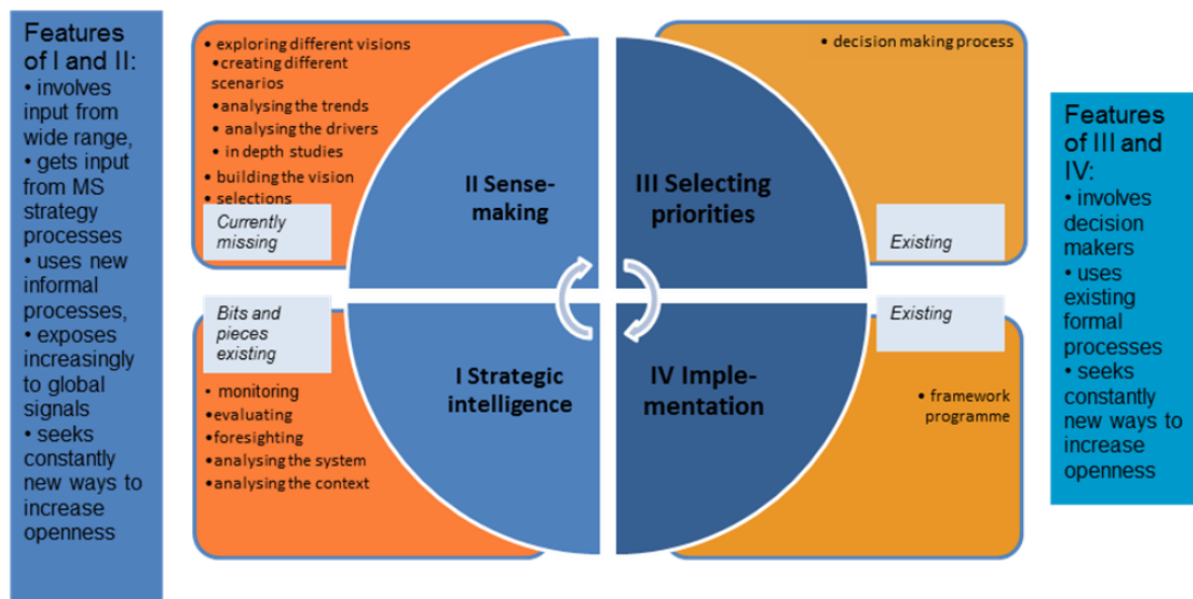 Features
of I and II:
• involves
input from
wide range,
• gets input
from MS
strategy
processes
• uses new
informal
processes,
• exposes
increasingly
to global
signals
• seeks
constantly
new ways to
increase
openness
• exploring different visions
•creating different
scenarios
•analysing the trends
• analysing the drivers
• in depth studies
• building the vision
• selections
Currently
missing
II Sense-
making
III Selecting
priorities
• decision making process
Existing
Bits and
pieces
existing
• monitoring
•evaluating
•foresighting
•analysing the system
•analysing the context
I Strategic
intelligence
IV Imple-
mentation
Existing
• framework
programme
Features
of III and
IV:
• involves
decision
makers
• uses
existing
formal
processes
• seeks
constantly
new ways to
increase
openness